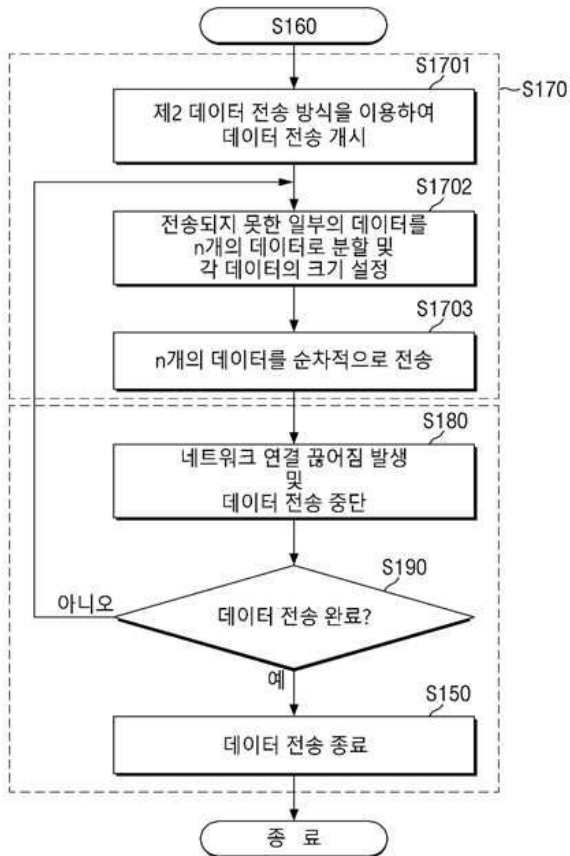 S160
S1701
S170
제2 데이터 전송 방식을 이용하여
데이터 전송 개시
S1702
전송되지 못한 일부의 데이터를
n개의 데이터로 분할 및
각 데이터의 크기 설정
S1703
n개의 데이터를 순차적으로 전송
S180
네트워크 연결 끊어짐 발생
및
데이터 전송 중단
S190
아니오
데이터 전송 완료?
예
S150
데이터 전송 종료
종 료